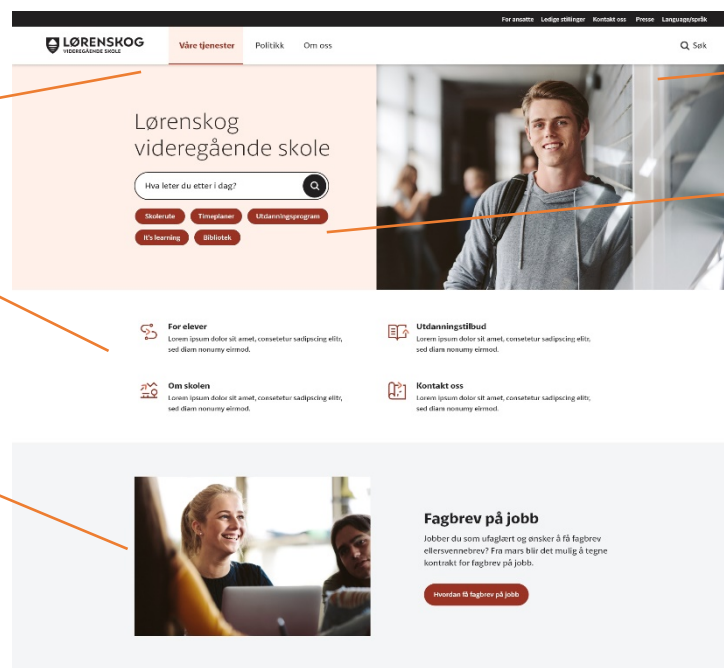 For ansatte Ledige stillinger Kontakt oss Presse Language/språk
LØRENSKOG
VIDEREGÅENDE SKOLE
Våre tjenester Politikk Om oss
Søk
Lørenskog
videregående skole
Hva leter du etter i dag?
Skolerute Timeplaner Utdanningsprogram
It's learning Bibliotek
For elever
Lorem ipsum dolor sit amet, consetetur sadipscing elitr,
sed diam nonumy eirmod.
Utdanningstilbud
Lorem ipsum dolor sit amet, consetetur sadipscing elitr,
sed diam nonumy eirmod.
Om skolen
Lorem ipsum dolor sit amet, consetetur sadipscing elitr,
sed diam nonumy eirmod.
Kontakt oss
Lorem ipsum dolor sit amet, consetetur sadipscing elitr,
sed diam nonumy eirmod.
Fagbrev på jobb
Jobber du som ufaglært og ønsker å få fagbrev
ellersvennebrev? Fra mars blir det mulig å tegne
kontrakt for fagbrev på jobb.
Hvordan få fagbrev på jobb